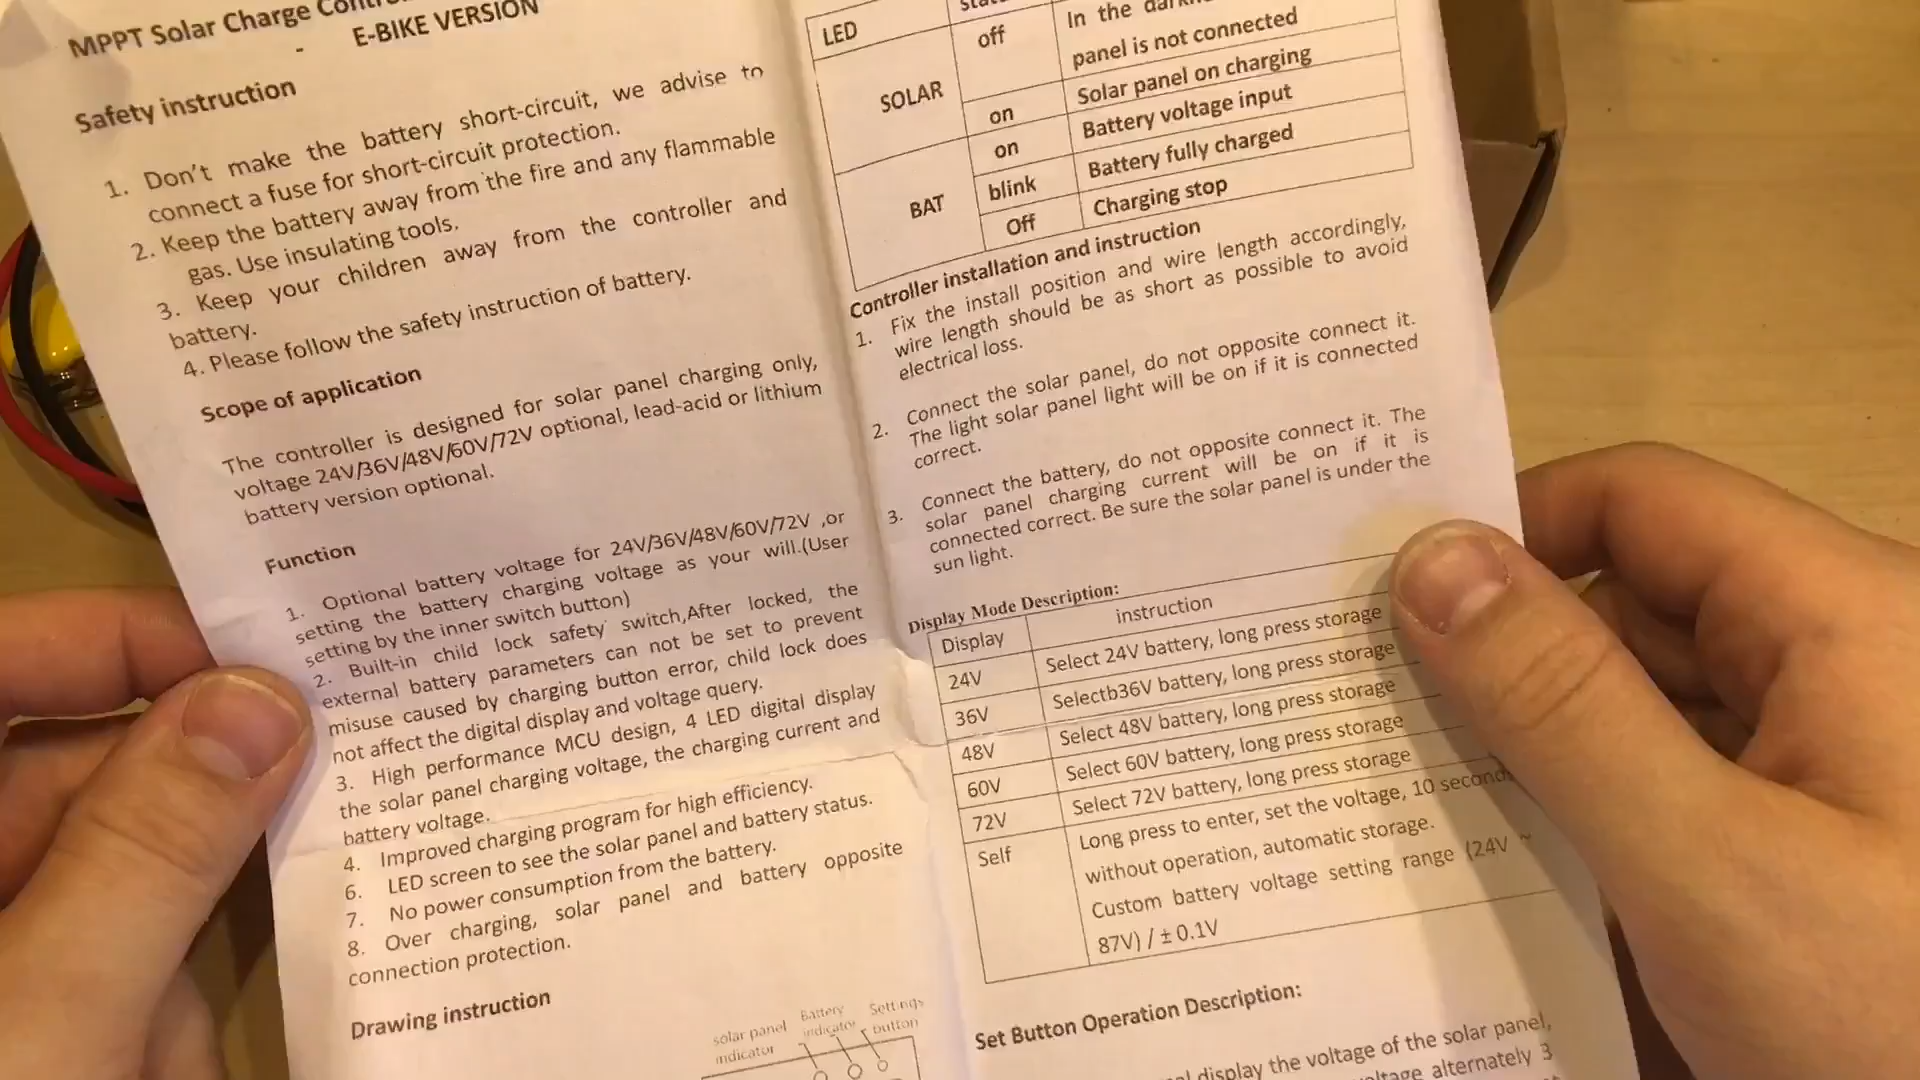 MPPT Solar Charge
- E-BIKE VERSION
Safety instruction
1. Don't make the battery short-circuit, we advise to
connect a fuse for short-circuit protection.
2. Keep the battery away from the fire and any flammable
gas. Use insulating tools.
3. Keep your children away from the controller and
battery.
4. Please follow the safety instruction of battery.
Scope of application
The controller is designed for solar panel charging only,
voltage 24V/36V/48V/60V/72V optional, lead-acid or lithium
battery version optional.
Function
1. Optional battery voltage for 24V/36V/48V/60V/72V ,or
setting the battery charging voltage as your will.(User
setting by the inner switch button)
2. Built-in child lock safety switch,After locked, the
external battery parameters can not be set to prevent
misuse caused by charging button error, child lock does
not affect the digital display and voltage query.
3. High performance MCU design, 4 LED digital display
the solar panel charging voltage, the charging current and
battery voltage.
4. Improved charging program for high efficiency.
6. LED screen to see the solar panel and battery status.
7. No power consumption from the battery.
8. Over charging, solar panel and battery opposite
connection protection.
Drawing instruction
solar panel
indicator
Battery
indicator
Settings
button
LED
SOLAR
off
In the
panel is not connected
on
Solar panel on charging
BAT
on
Battery voltage input
blink
Battery fully charged
Off
Charging stop
Controller installation and instruction
1. Fix the install position and wire length accordingly,
wire length should be as short as possible to avoid
electrical loss.
2. Connect the solar panel, do not opposite connect it.
The light solar panel light will be on if it is connected
correct.
3. Connect the battery, do not opposite connect it. The
solar panel charging current will be on if it is
connected correct. Be sure the solar panel is under the
sun light.
Display Mode Description:
Display instruction
24V Select 24V battery, long press storage
36V Selectb36V battery, long press storage
48V Select 48V battery, long press storage
60V Select 60V battery, long press storage
72V Select 72V battery, long press storage
Self Long press to enter, set the voltage, 10 seconds
without operation, automatic storage.
Custom battery voltage setting range (24V ~
87V) / ± 0.1V
Set Button Operation Description:
display the voltage of the solar panel,
alternately 3